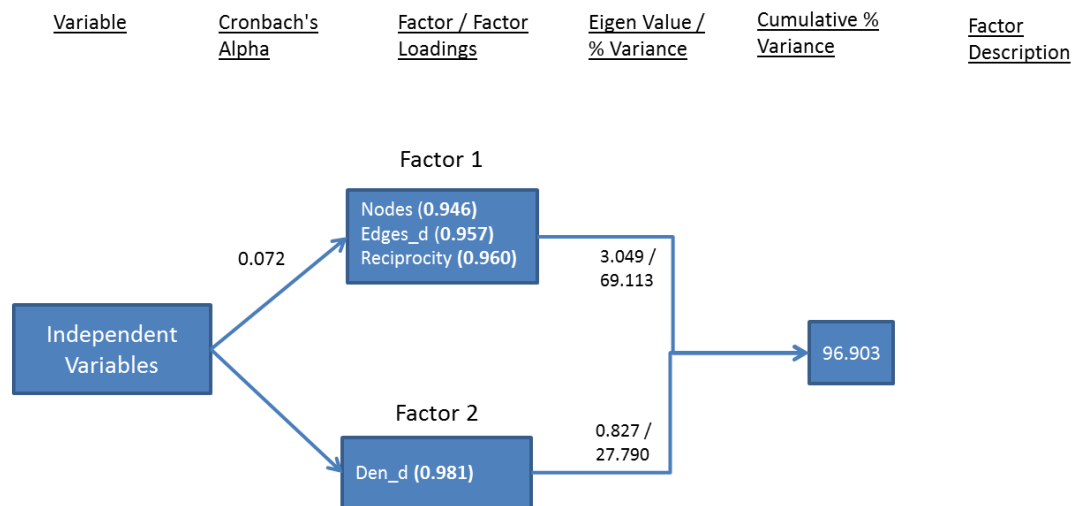 Variable
Cronbach's
Alpha
Factor / Factor
Loadings
Eigen Value /
% Variance
Cumulative %
Variance
Factor
Description
Factor 1
Nodes (0.946)
Edges_d (0.957)
Reciprocity (0.960)
0.072
3.049 /
69.113
Independent
Variables
96.903
Factor 2
Den_d (0.981)
0.827 /
27.790